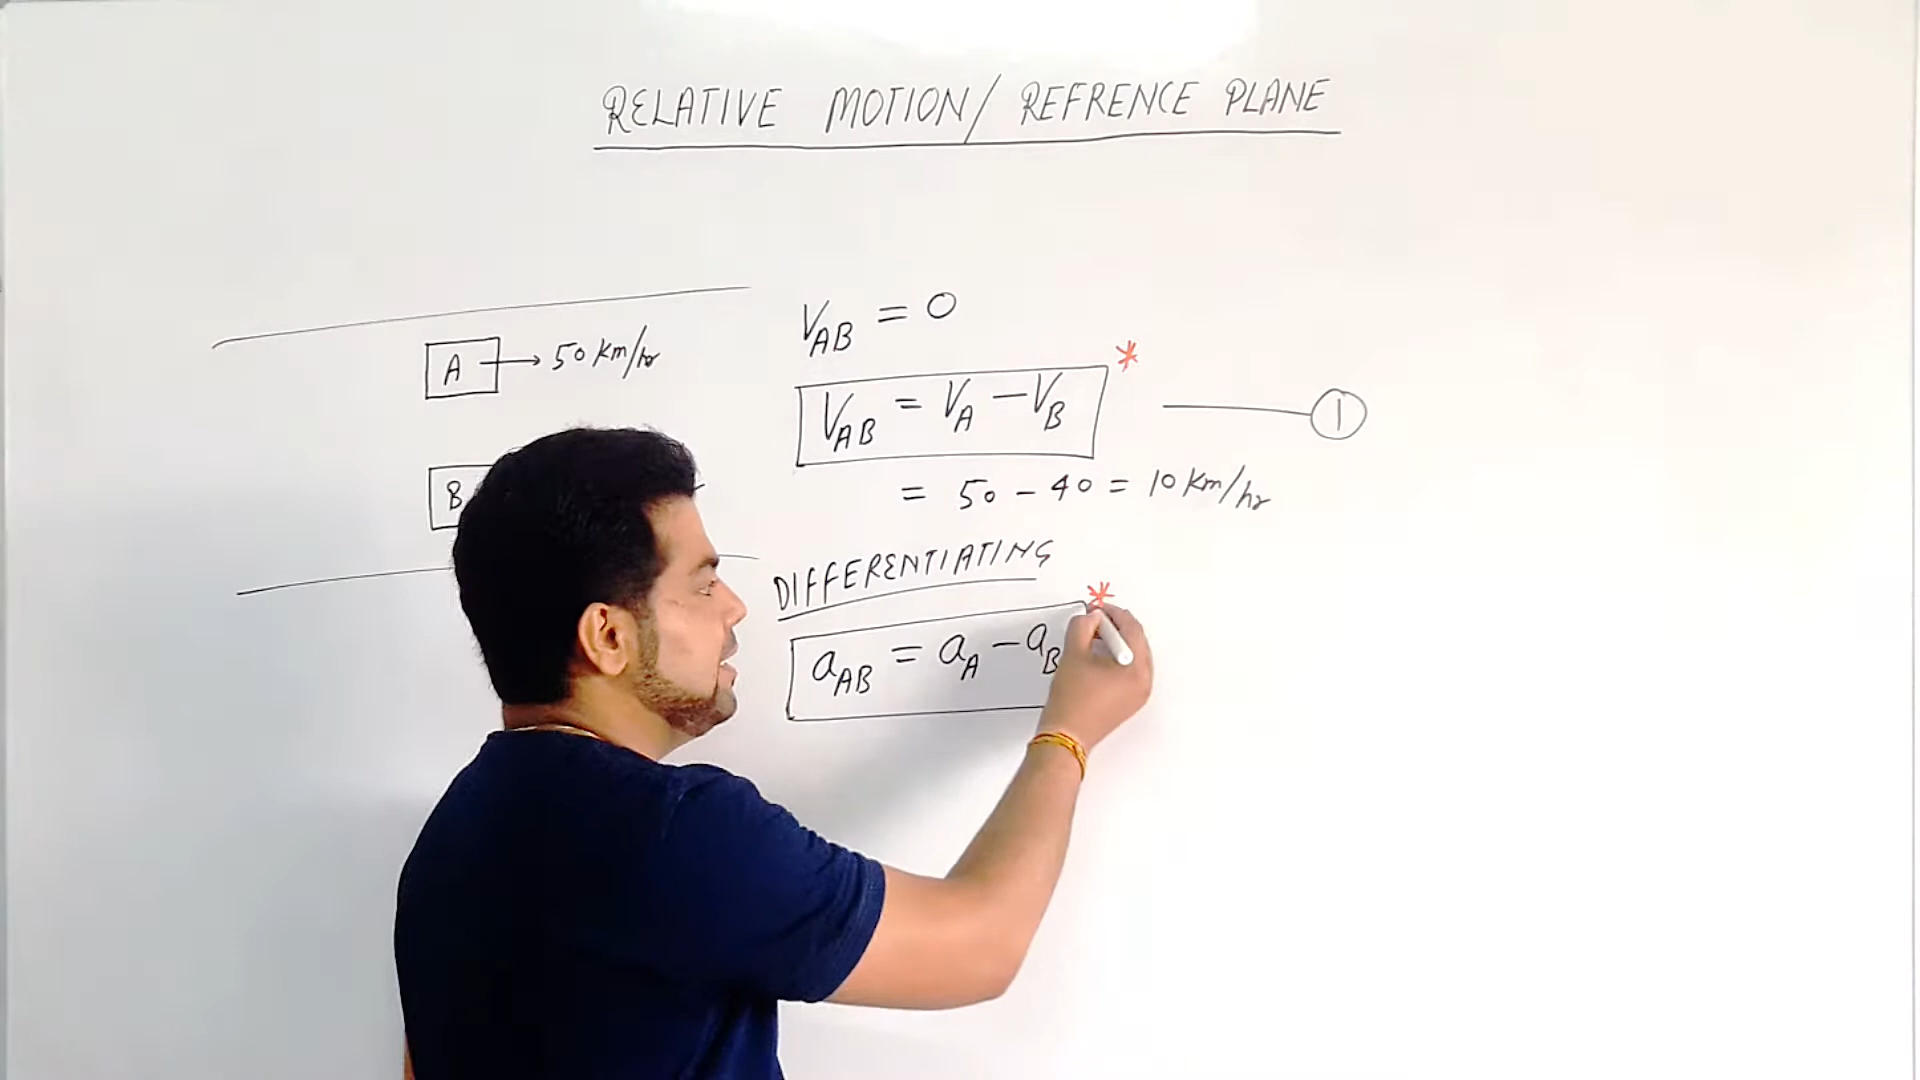 RELATIVE MOTION/ REFRENCE PLANE
A → 50 Km/hr
B
V_AB = 0
V_AB = V_A - V_B *
1
= 50 - 40 = 10 Km/hr
DIFFERENTIATING
a_AB = a_A - a_B *